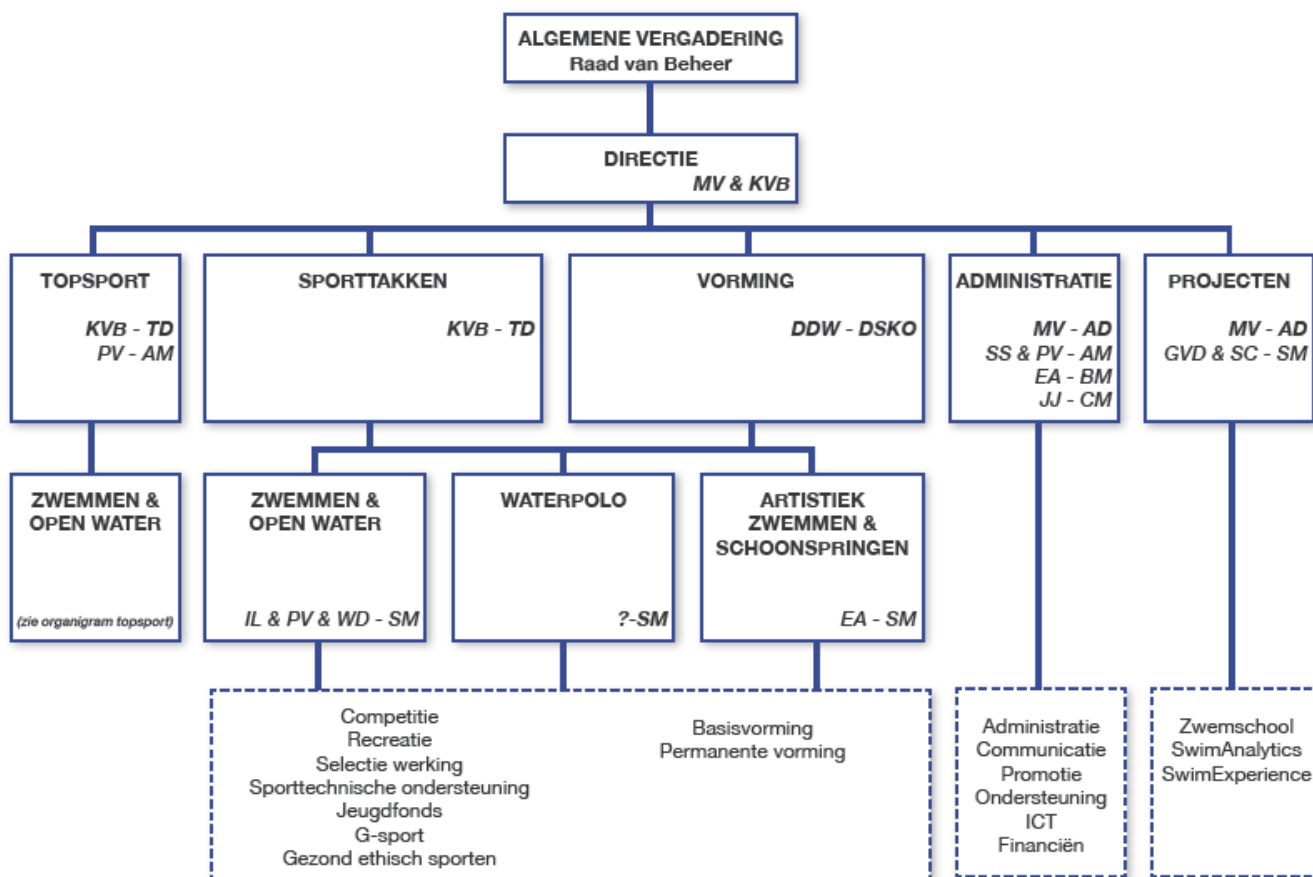 ALGEMENE VERGADERING
Raad van Beheer
DIRECTIE
MV & KVB
TOPSPORT
KVB - TD
PV - AM
SPORTTAKKEN
KVB - TD
VORMING
DDW - DSKO
ADMINISTRATIE
MV - AD
SS & PV - AM
EA - BM
JJ - CM
PROJECTEN
MV - AD
GVD & SC - SM
ZWEMMEN &
OPEN WATER
(zie organigram topsport)
ZWEMMEN &
OPEN WATER
IL & PV & WD - SM
WATERPOLO
?-SM
ARTISTIEK
ZWEMMEN &
SCHOONSPRINGEN
EA - SM
Competitie
Recreatie
Selectie werking
Sporttechnische ondersteuning
Jeugdfonds
G-sport
Gezond ethisch sporten
Basisvorming
Permanente vorming
Administratie
Communicatie
Promotie
Ondersteuning
ICT
Financiën
Zwemschool
SwimAnalytics
SwimExperience